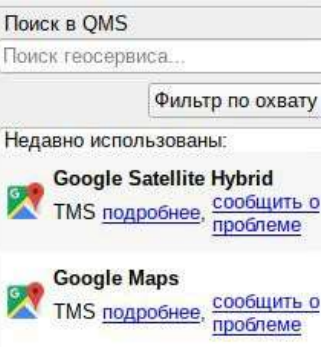 Поиск в QMS
Поиск геосервиса...
Фильтр по охвату
Недавно использованы:
Google Satellite Hybrid
TMS подробнее, сообщить о
проблеме
Google Maps
TMS подробнее, сообщить о
проблеме